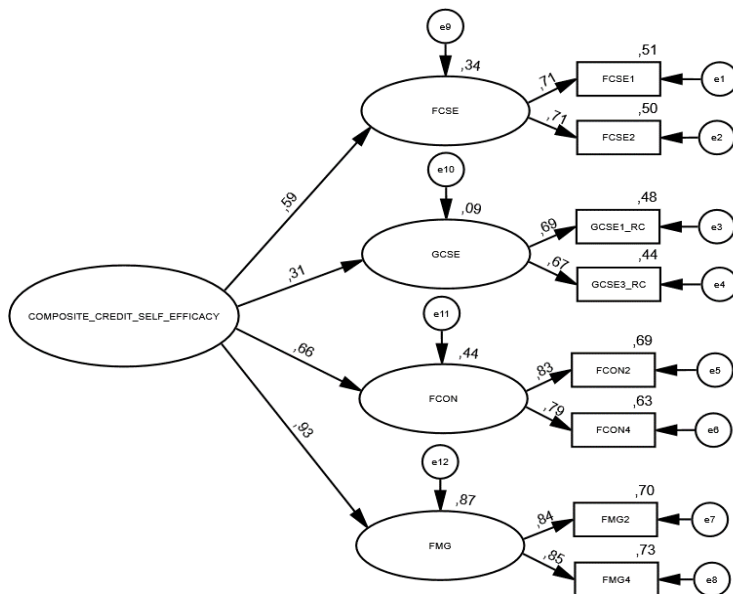 e9
,34
FCSE
,71
,71
,51
FCSE1
e1
,50
FCSE2
e2
,59
e10
,09
GCSE
,31
,69
,67
,48
GCSE1_RC
e3
,44
GCSE3_RC
e4
COMPOSITE_CREDIT_SELF_EFFICACY
e11
,44
FCON
,66
,83
,79
,69
FCON2
e5
,63
FCON4
e6
,93
e12
,87
FMG
,84
,85
,70
FMG2
e7
,73
FMG4
e8